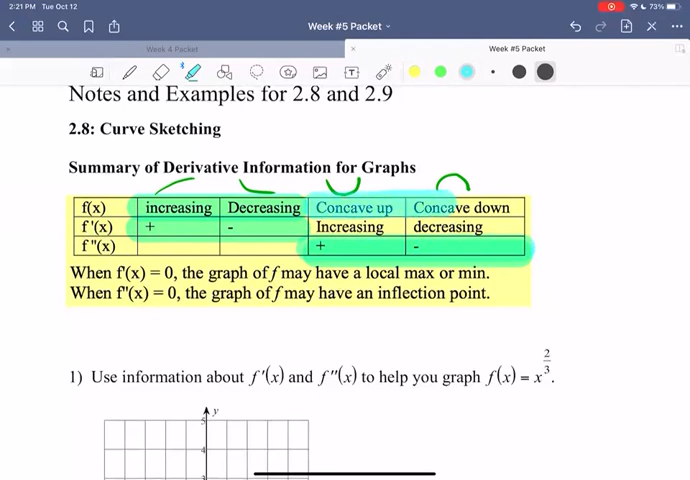 2:21 PM Tue Oct 12
73%
Week #5 Packet
Week 4 Packet
Week #5 Packet
Notes and Examples for 2.8 and 2.9
2.8: Curve Sketching
Summary of Derivative Information for Graphs
f(x) increasing Decreasing Concave up Concave down
f '(x) + - Increasing decreasing
f "(x) + -
When f'(x) = 0, the graph of f may have a local max or min.
When f"(x) = 0, the graph of f may have an inflection point.
1) Use information about f ′(x) and f ″(x) to help you graph f(x) = x^(2/3).
y
5
4